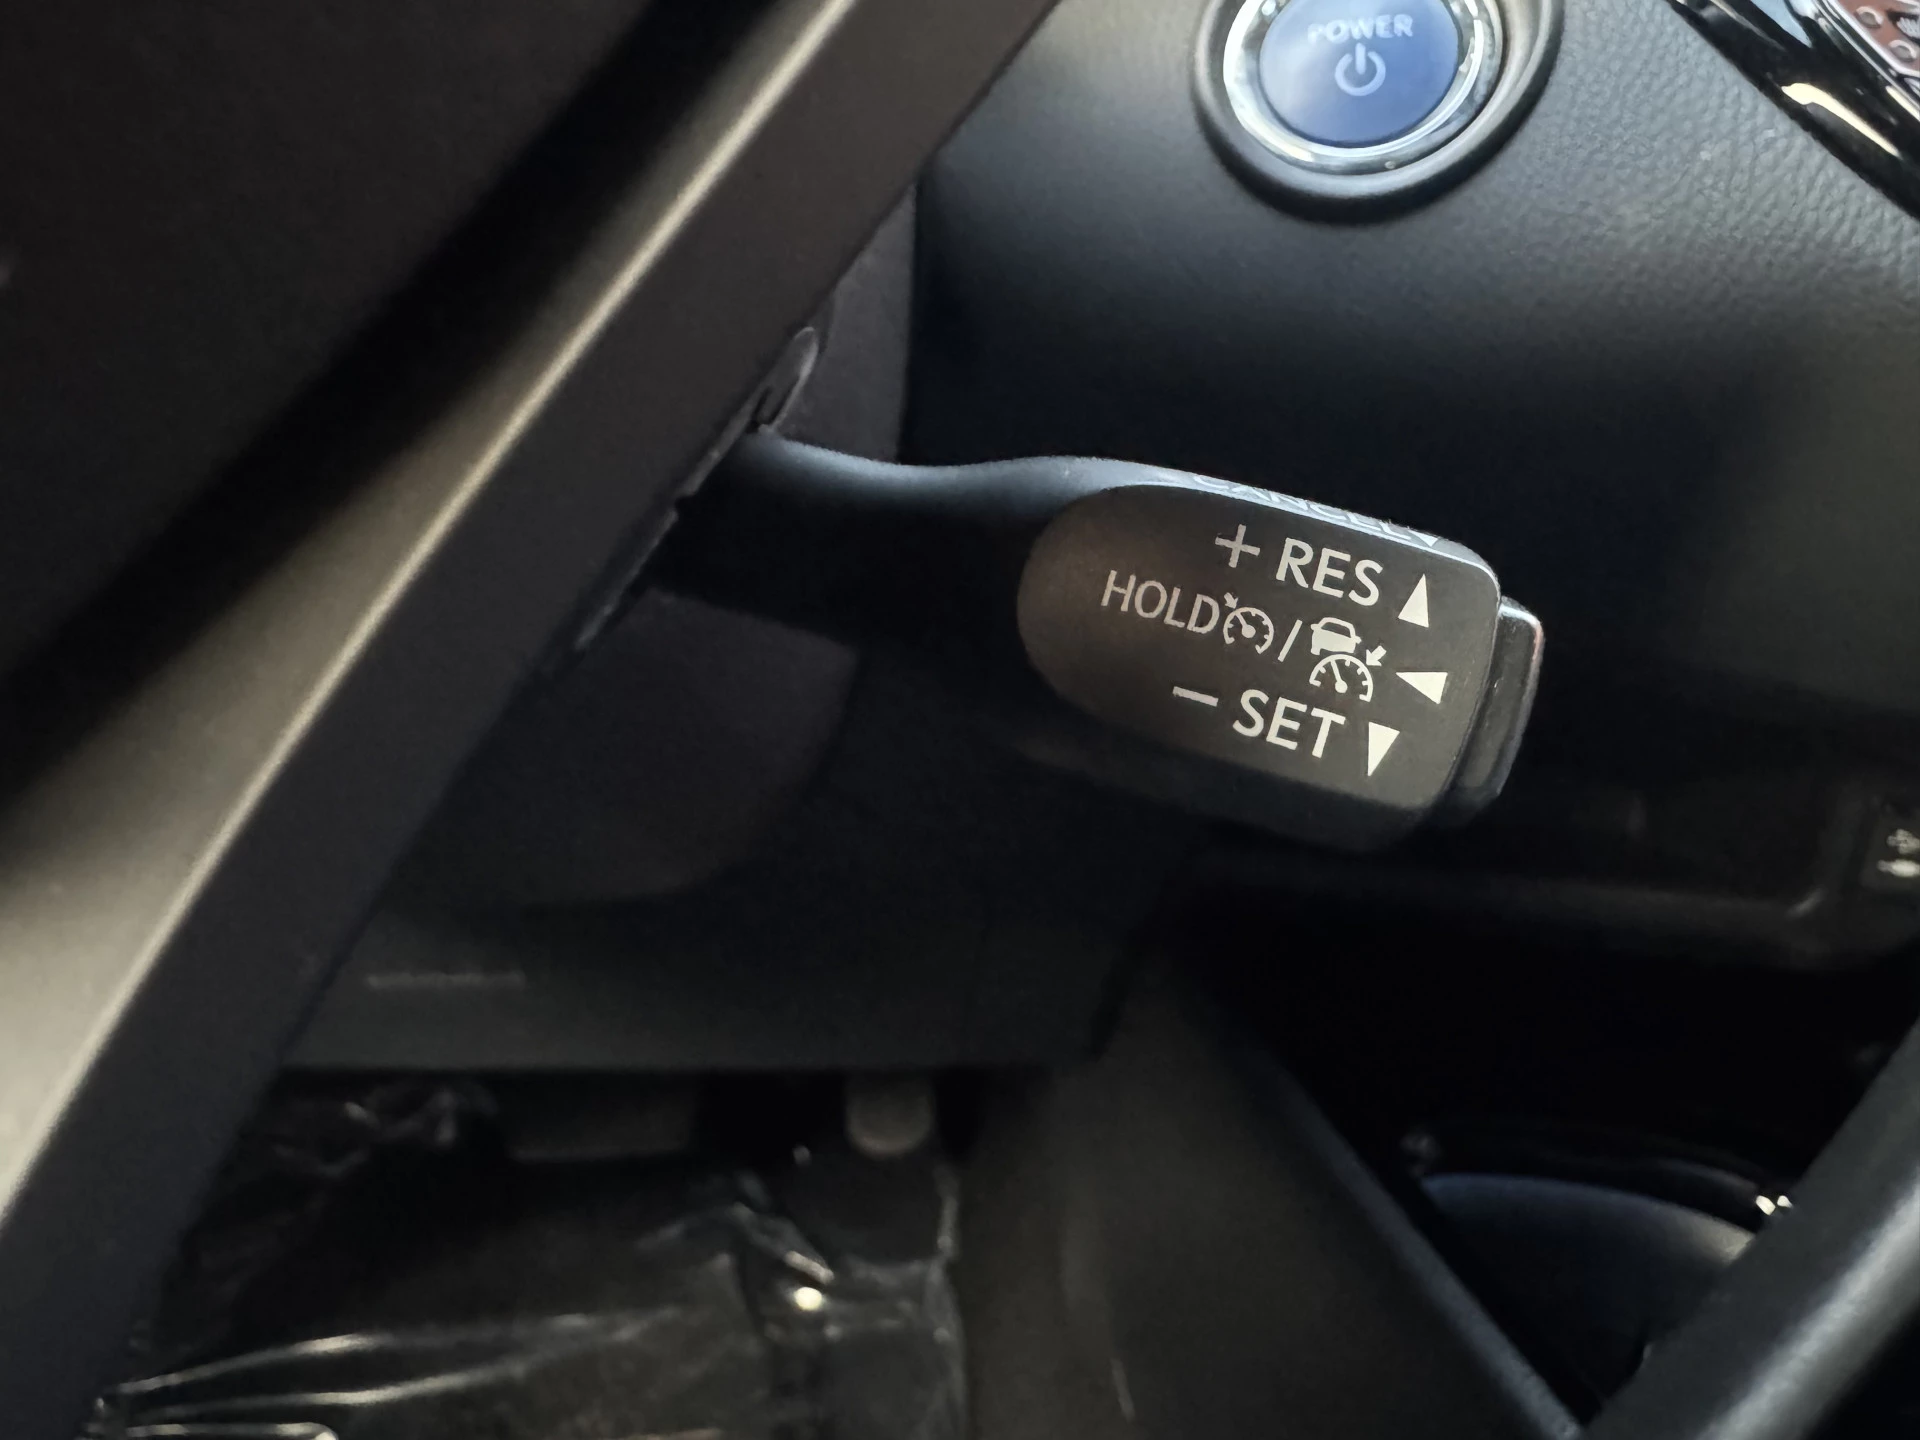 POWER
CANCEL
+ RES ▲
HOLD / ◀
− SET ▼